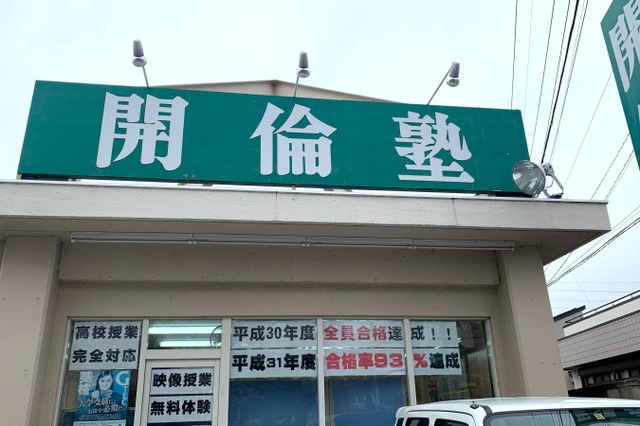 開倫塾
開
高校授業
完全対応
映像授業
無料体験
平成30年度 全員合格達成!!
平成31年度 合格率93%達成
GTEC